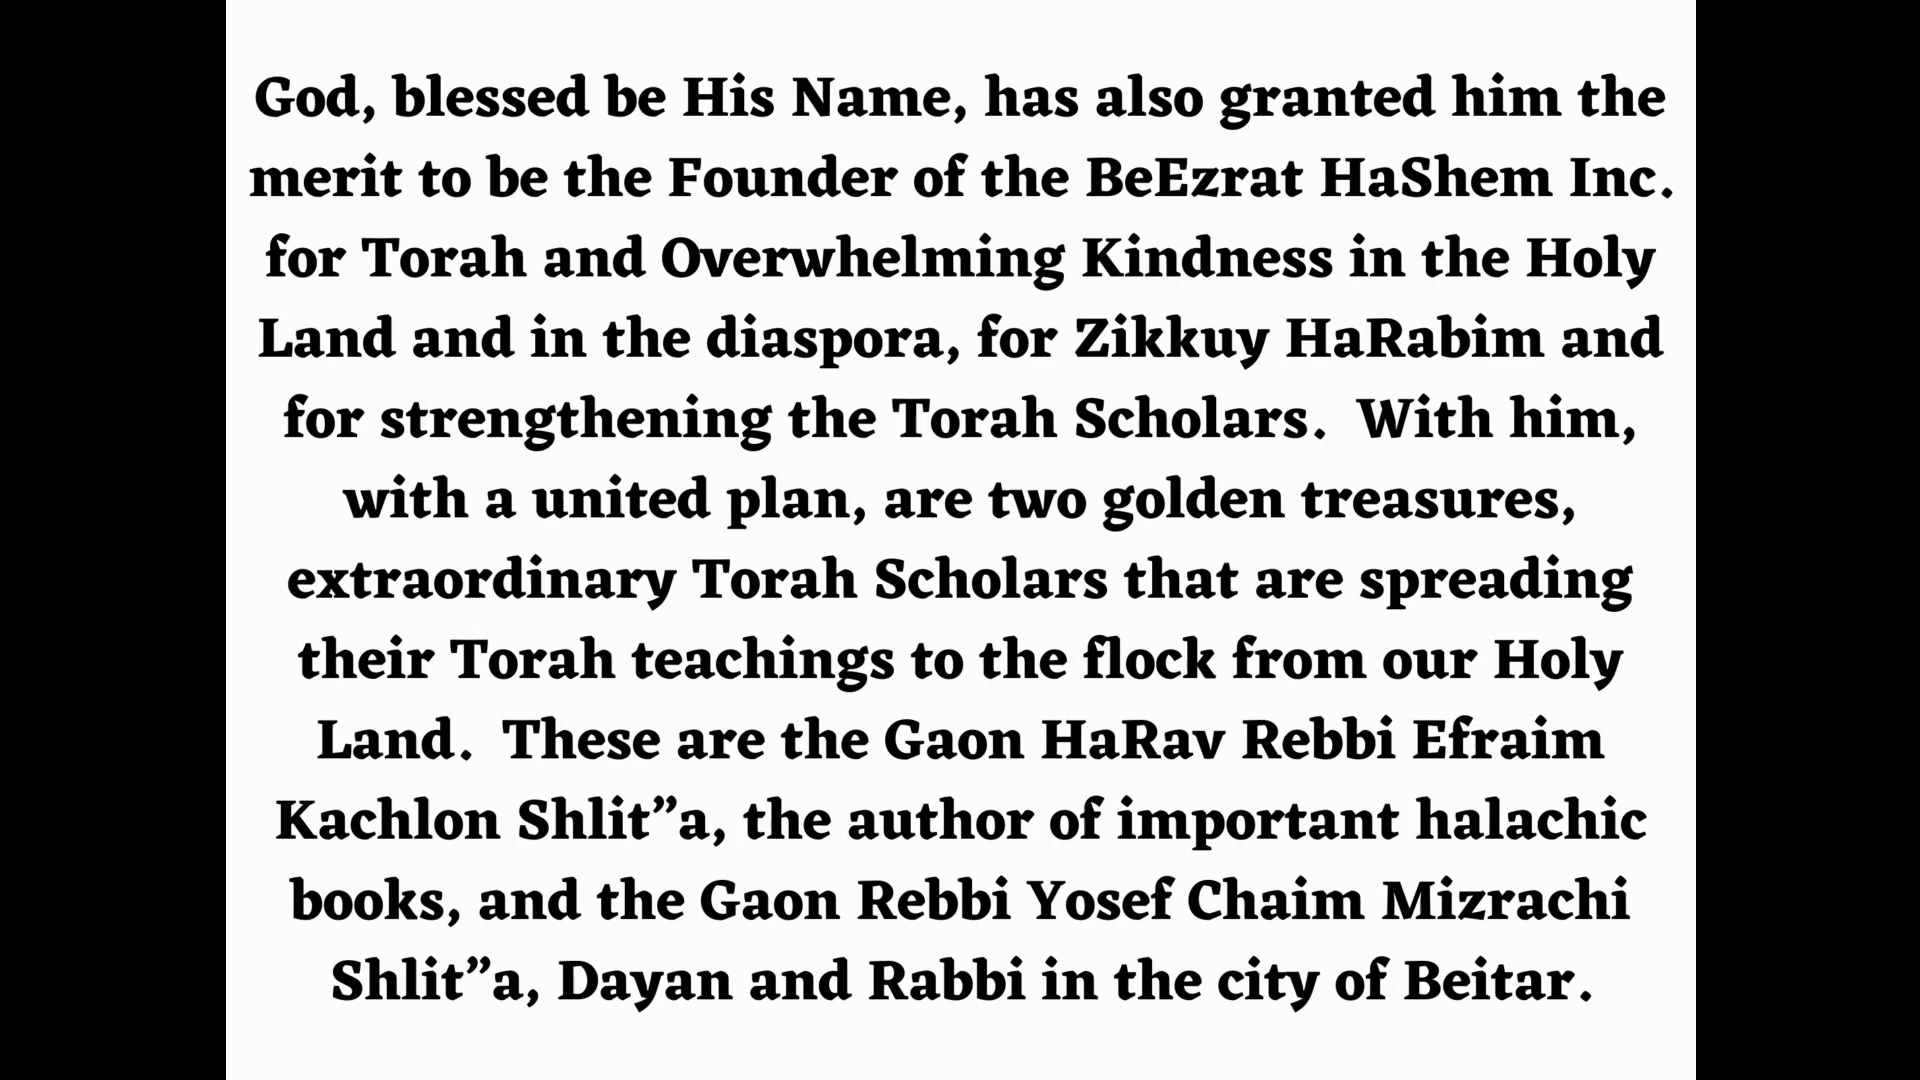 God, blessed be His Name, has also granted him the
merit to be the Founder of the BeEzrat HaShem Inc.
for Torah and Overwhelming Kindness in the Holy
Land and in the diaspora, for Zikkuy HaRabim and
for strengthening the Torah Scholars.  With him,
with a united plan, are two golden treasures,
extraordinary Torah Scholars that are spreading
their Torah teachings to the flock from our Holy
Land.  These are the Gaon HaRav Rebbi Efraim
Kachlon Shlit”a, the author of important halachic
books, and the Gaon Rebbi Yosef Chaim Mizrachi
Shlit”a, Dayan and Rabbi in the city of Beitar.